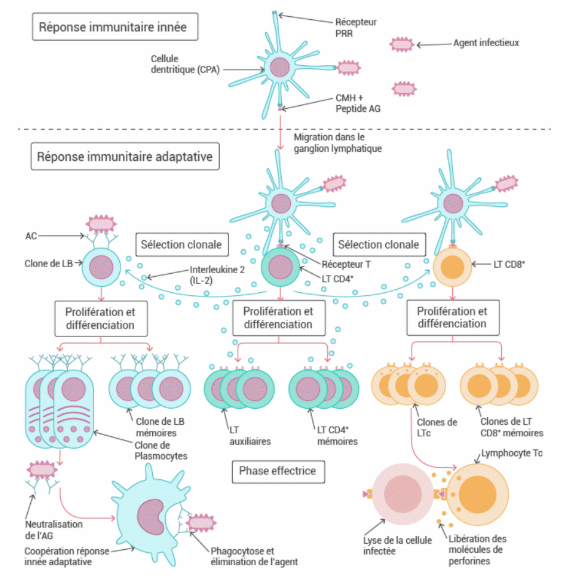 Réponse immunitaire innée
Récepteur
PRR
Agent infectieux
Cellule
dentritique (CPA)
CMH +
Peptide AG
Migration dans le
ganglion lymphatique
Réponse immunitaire adaptative
AC
Sélection clonale
Sélection clonale
Clone de LB
Interleukine 2
(IL-2)
Récepteur T
LT CD4⁺
LT CD8⁺
Prolifération et
différenciation
Prolifération et
différenciation
Prolifération et
différenciation
Clone de LB
mémoires
Clone de
Plasmocytes
LT
auxiliaires
LT CD4⁺
mémoires
Clones de
LTc
Clones de LT
CD8⁺ mémoires
Lymphocyte Tc
Phase effectrice
Neutralisation
de l'AG
Coopération réponse
innée adaptative
Phagocytose et
élimination de l'agent
Lyse de la cellule
infectée
Libération des
molécules de
perforines